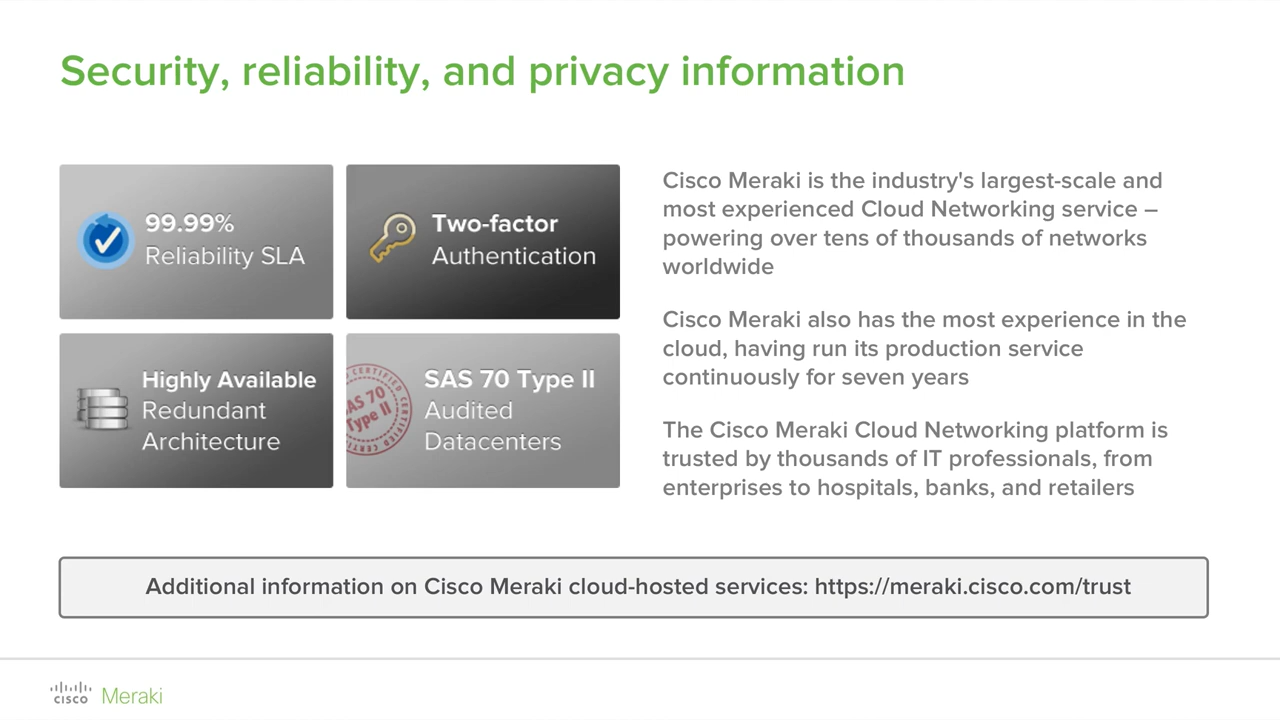 Security, reliability, and privacy information
99.99%
Reliability SLA
Two-factor
Authentication
Highly Available
Redundant
Architecture
CERTIFIED
SAS 70
Type II
CERTIFIED
SAS 70 Type II
Audited
Datacenters
Cisco Meraki is the industry's largest-scale and
most experienced Cloud Networking service –
powering over tens of thousands of networks
worldwide
Cisco Meraki also has the most experience in the
cloud, having run its production service
continuously for seven years
The Cisco Meraki Cloud Networking platform is
trusted by thousands of IT professionals, from
enterprises to hospitals, banks, and retailers
Additional information on Cisco Meraki cloud-hosted services: https://meraki.cisco.com/trust
cisco Meraki